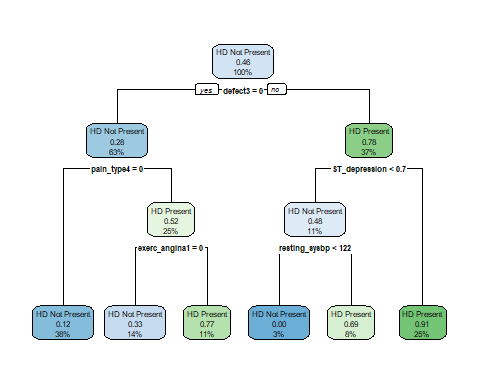 HD Not Present
0.46
100%
yes defect3 = 0 no
HD Not Present
0.28
63%
HD Present
0.78
37%
pain_type4 = 0
ST_depression < 0.7
HD Present
0.52
25%
HD Not Present
0.48
11%
exerc_angina1 = 0
resting_sysbp < 122
HD Not Present
0.12
38%
HD Not Present
0.33
14%
HD Present
0.77
11%
HD Not Present
0.00
3%
HD Present
0.69
8%
HD Present
0.91
25%